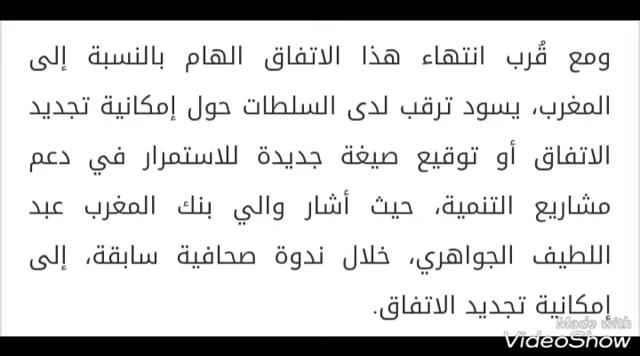 ومع قُرب انتهاء هذا الاتفاق الهام بالنسبة إلى
المغرب، يسود ترقب لدى السلطات حول إمكانية تجديد
الاتفاق أو توقيع صيغة جديدة للاستمرار في دعم
مشاريع التنمية، حيث أشار والي بنك المغرب عبد
اللطيف الجواهري، خلال ندوة صحافية سابقة، إلى
إمكانية تجديد الاتفاق.
Made with
VideoShow